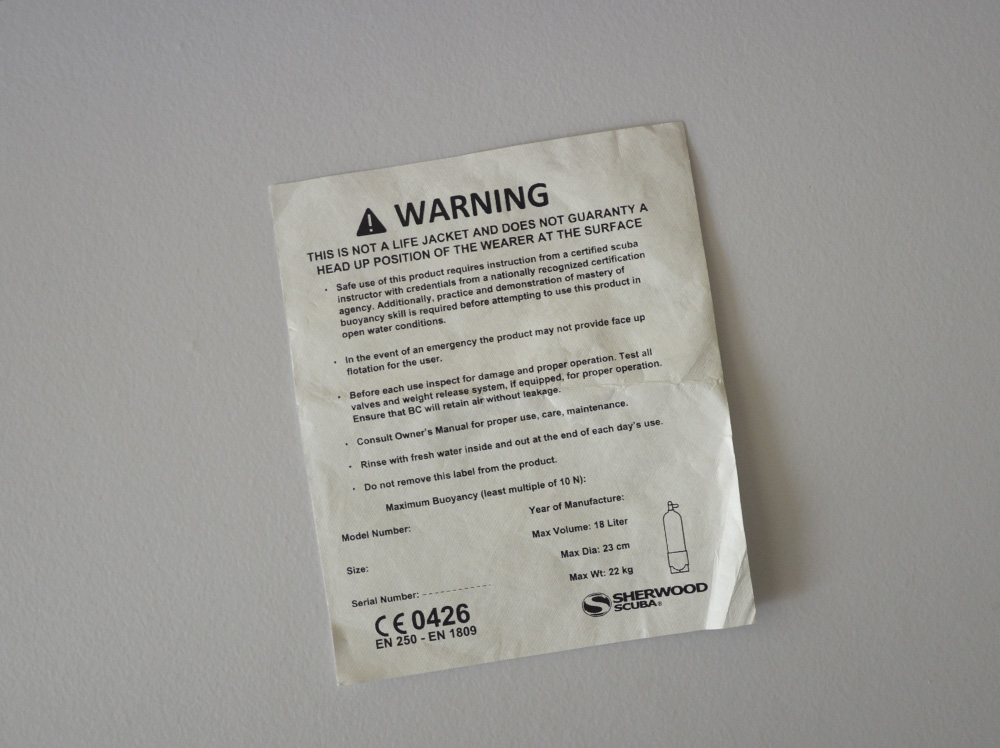 WARNING
THIS IS NOT A LIFE JACKET AND DOES NOT GUARANTY A
HEAD UP POSITION OF THE WEARER AT THE SURFACE
• Safe use of this product requires instruction from a certified scuba
instructor with credentials from a nationally recognized certification
agency. Additionally, practice and demonstration of mastery of
buoyancy skill is required before attempting to use this product in
open water conditions.
• In the event of an emergency the product may not provide face up
flotation for the user.
• Before each use inspect for damage and proper operation. Test all
valves and weight release system, if equipped, for proper operation.
Ensure that BC will retain air without leakage.
• Consult Owner's Manual for proper use, care, maintenance.
• Rinse with fresh water inside and out at the end of each day's use.
• Do not remove this label from the product.
Maximum Buoyancy (least multiple of 10 N):
Model Number:
Year of Manufacture:
Max Volume: 18 Liter
Size:
Max Dia: 23 cm
Max Wt: 22 kg
Serial Number: ------------
CE 0426
EN 250 - EN 1809
SHERWOOD
SCUBA®